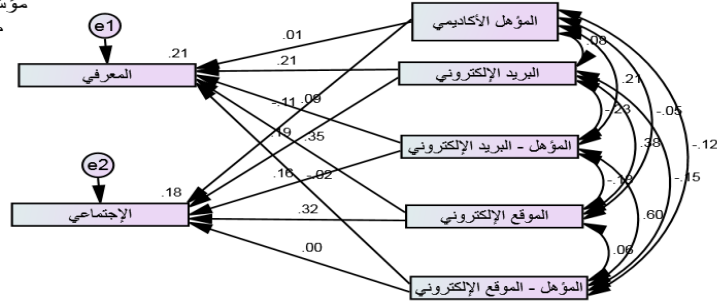 مؤش
e1
.21
المعرفي
e2
.18
الإجتماعي
المؤهل الأكاديمي
البريد الإلكتروني
المؤهل - البريد الإلكتروني
الموقع الإلكتروني
المؤهل - الموقع الإلكتروني
.01
.21
-.11
.09
.19
.35
.16
-.02
.32
.00
.08
.21
-.05
-.12
-.23
.38
-.15
.60
.06